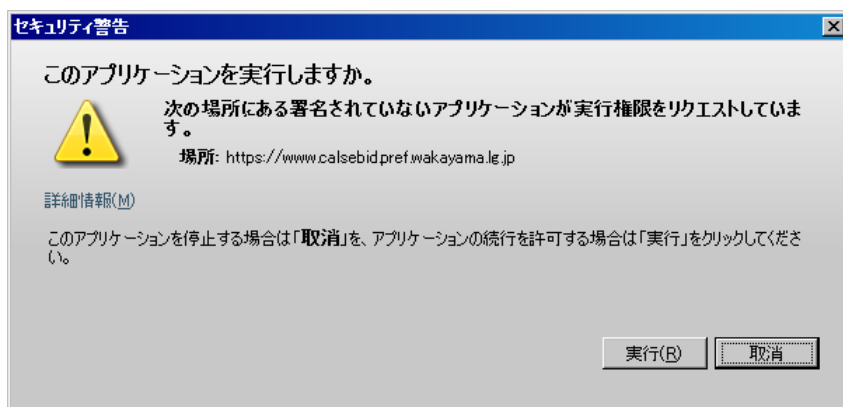 セキュリティ警告
このアプリケーションを実行しますか。
次の場所にある署名されていないアプリケーションが実行権限をリクエストしていま
す。
場所: https://www.calsebid.pref.wakayama.lg.jp
詳細情報(M)
このアプリケーションを停止する場合は「取消」を、アプリケーションの続行を許可する場合は「実行」をクリックしてくださ
い。
実行(R) 取消